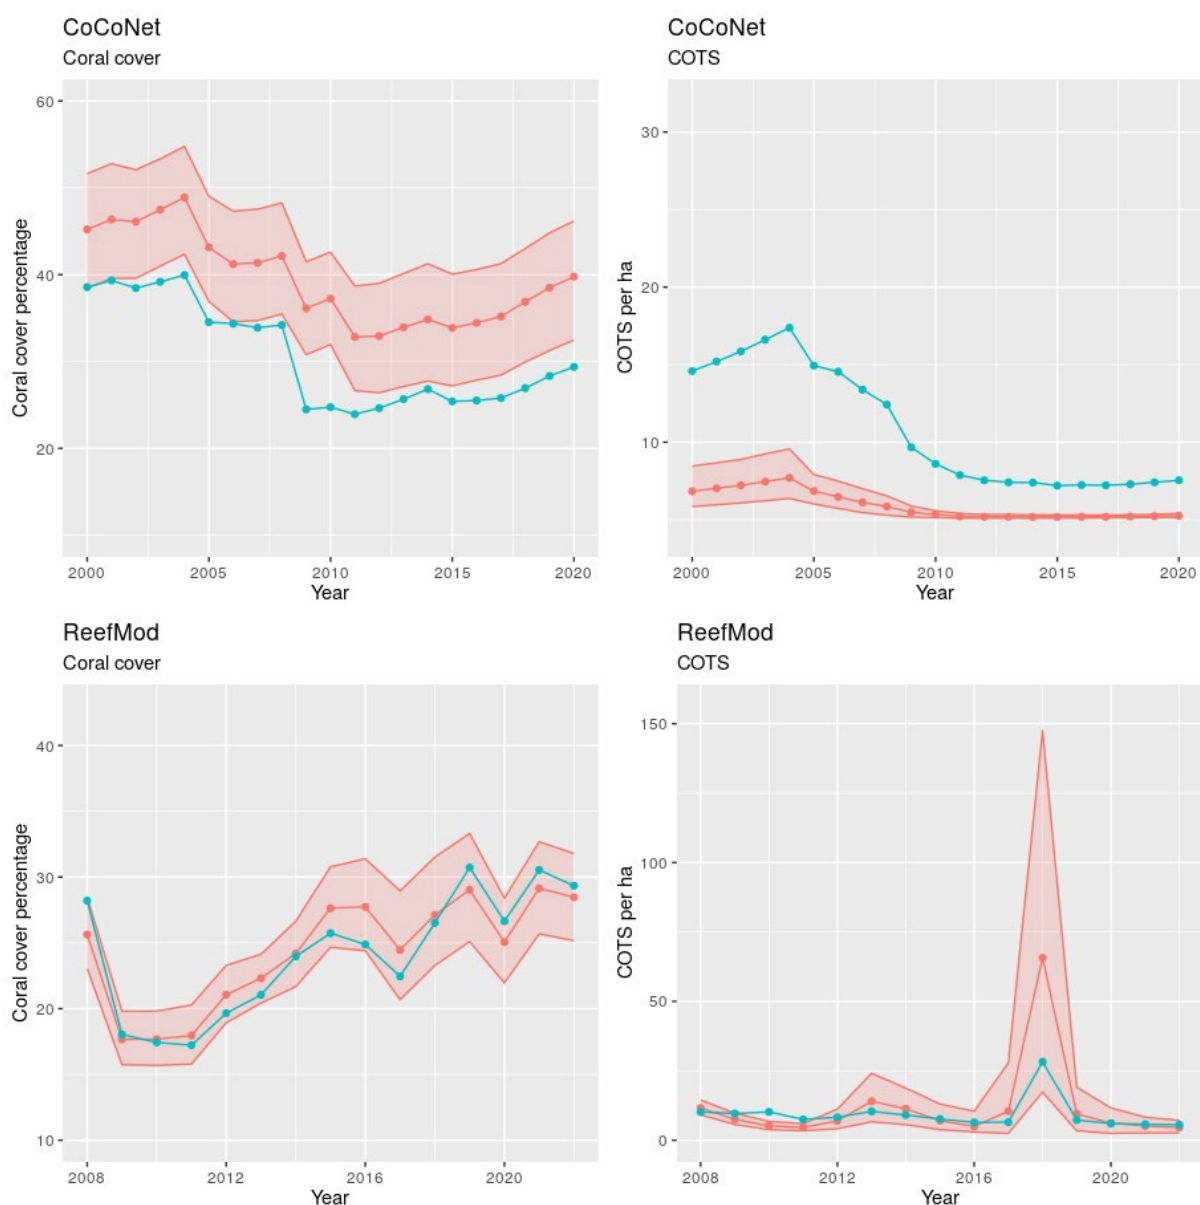 CoCoNet
Coral cover
60
40
20
Coral cover percentage
2000 2005 2010 2015 2020
Year
CoCoNet
COTS
30
20
10
COTS per ha
2000 2005 2010 2015 2020
Year
ReefMod
Coral cover
40
30
20
10
Coral cover percentage
2008 2012 2016 2020
Year
ReefMod
COTS
150
100
50
0
COTS per ha
2008 2012 2016 2020
Year